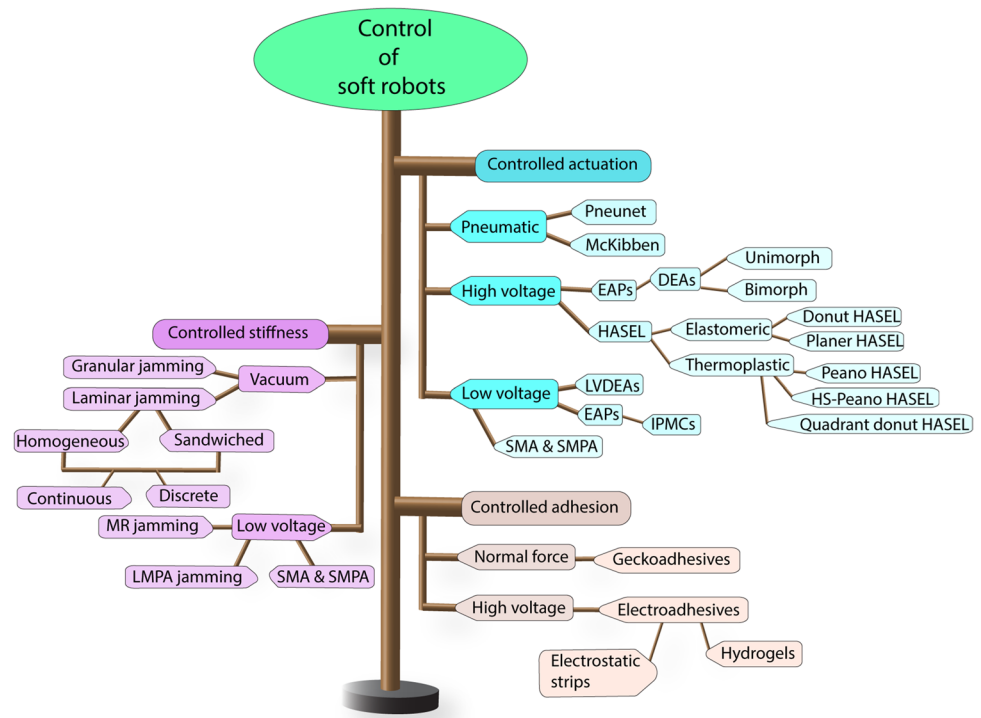 Control
of
soft robots
Controlled actuation
Pneumatic
Pneunet
McKibben
High voltage
EAPs
DEAs
Unimorph
Bimorph
HASEL
Elastomeric
Donut HASEL
Planer HASEL
Thermoplastic
Peano HASEL
HS-Peano HASEL
Quadrant donut HASEL
Low voltage
LVDEAs
EAPs
IPMCs
SMA & SMPA
Controlled stiffness
Vacuum
Granular jamming
Laminar jamming
Homogeneous
Sandwiched
Continuous
Discrete
Low voltage
MR jamming
LMPA jamming
SMA & SMPA
Controlled adhesion
Normal force
Geckoadhesives
High voltage
Electroadhesives
Electrostatic
strips
Hydrogels